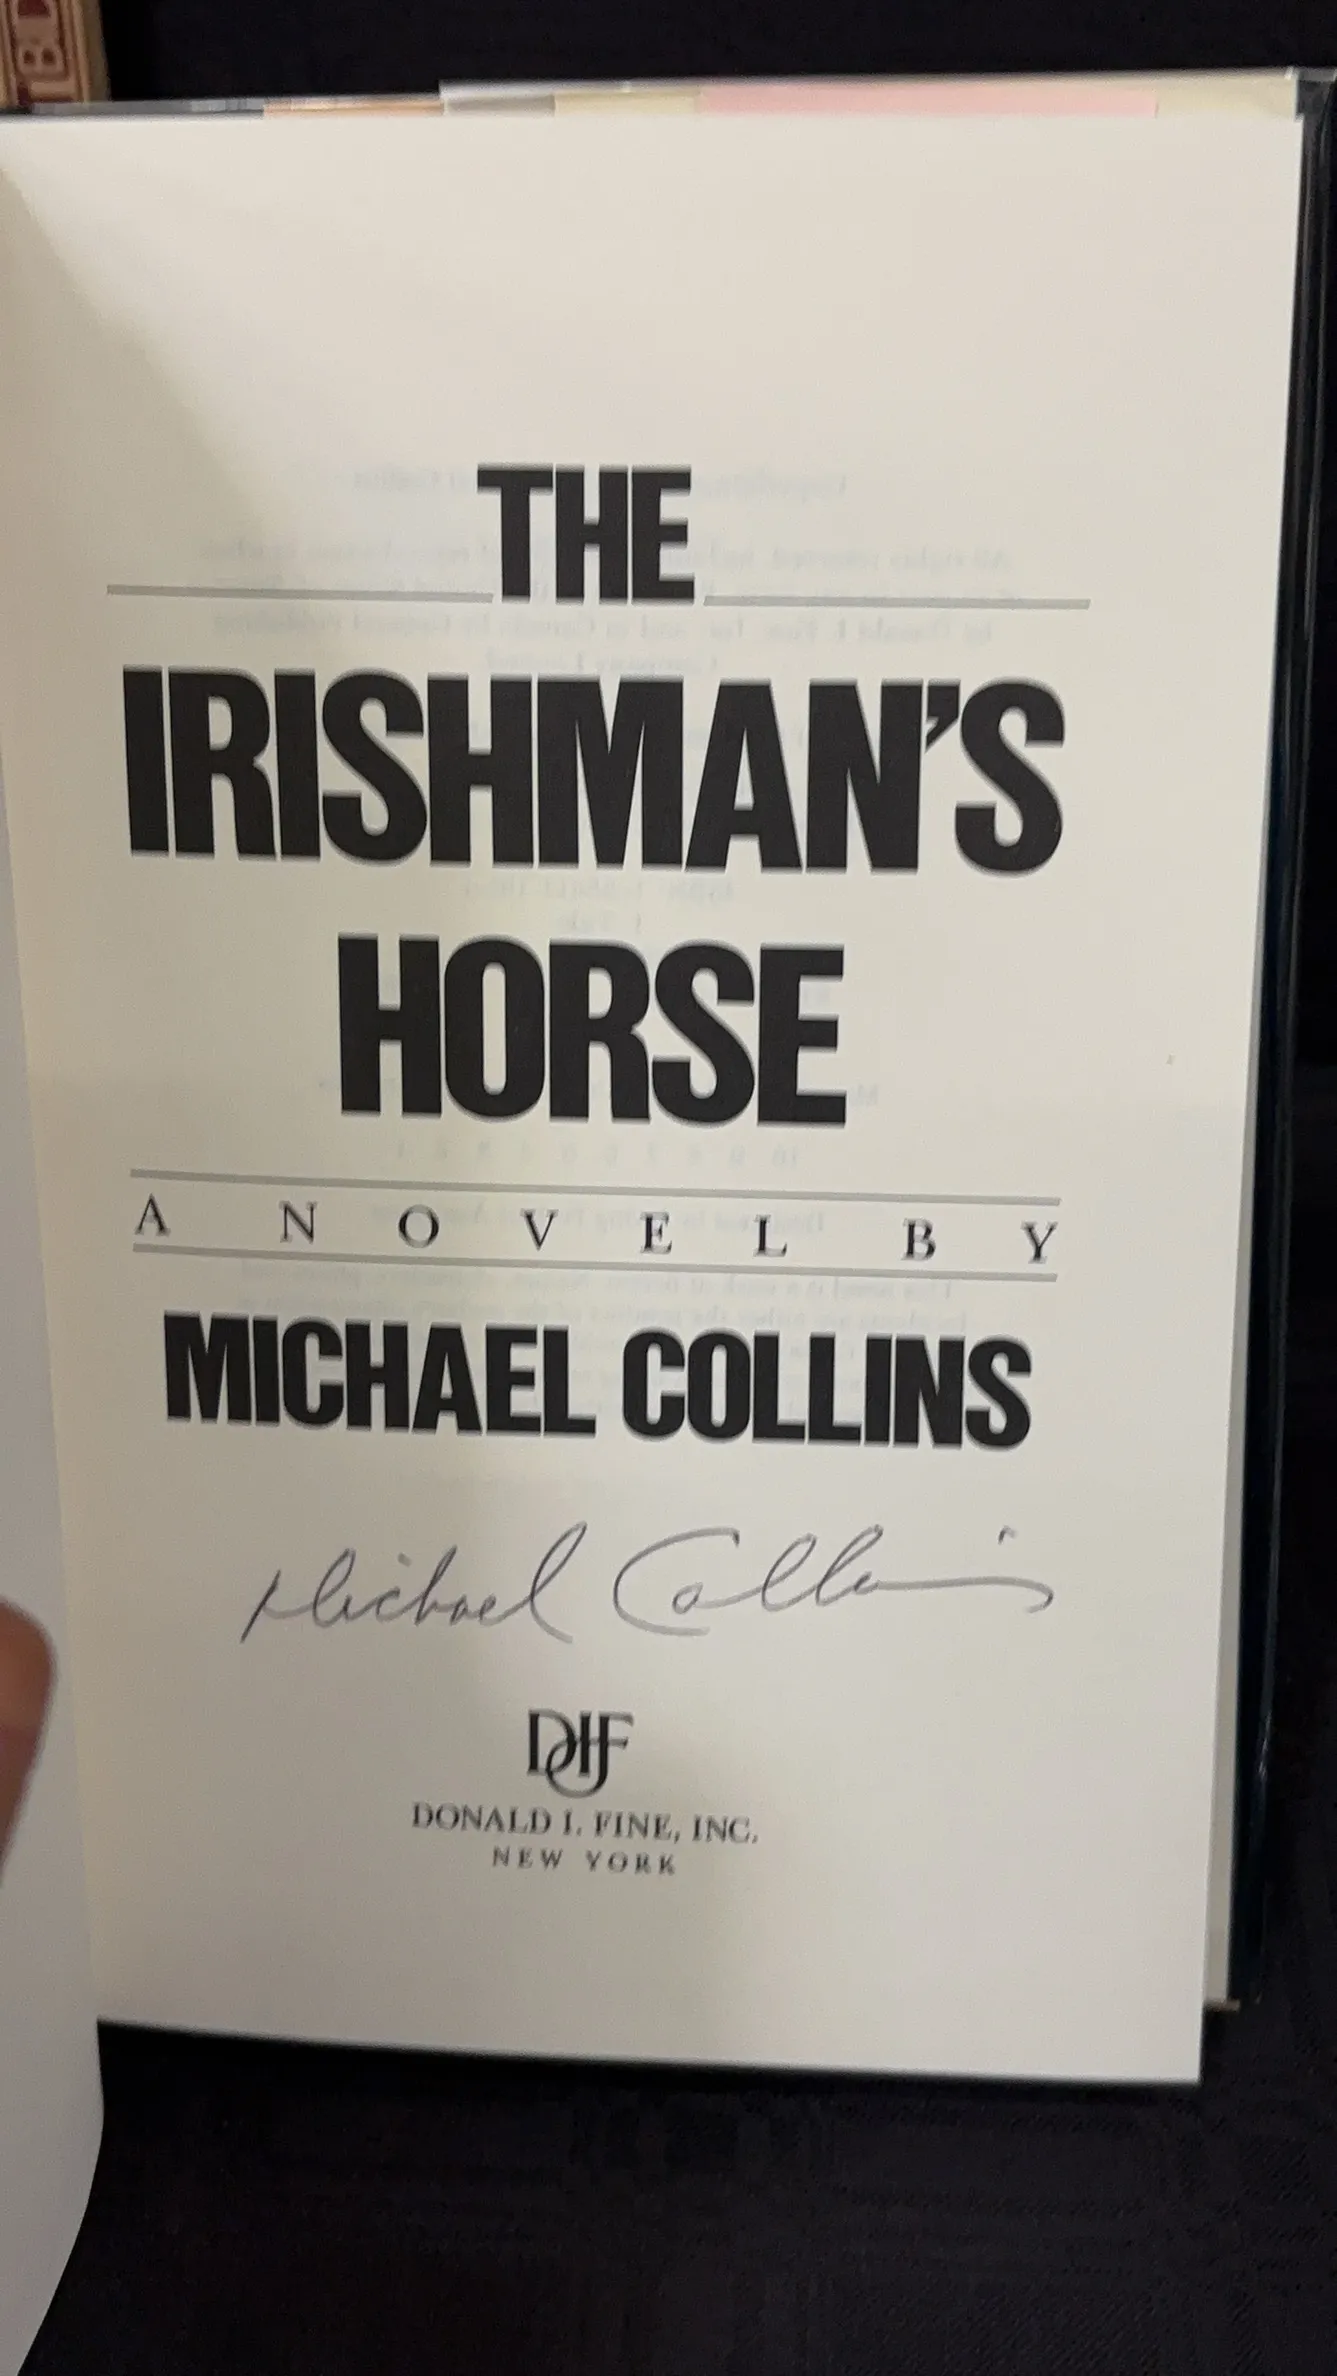 THE
IRISHMAN'S
HORSE
A NOVEL BY
MICHAEL COLLINS
Michael Collins
DIF
DONALD I. FINE, INC.
NEW YORK